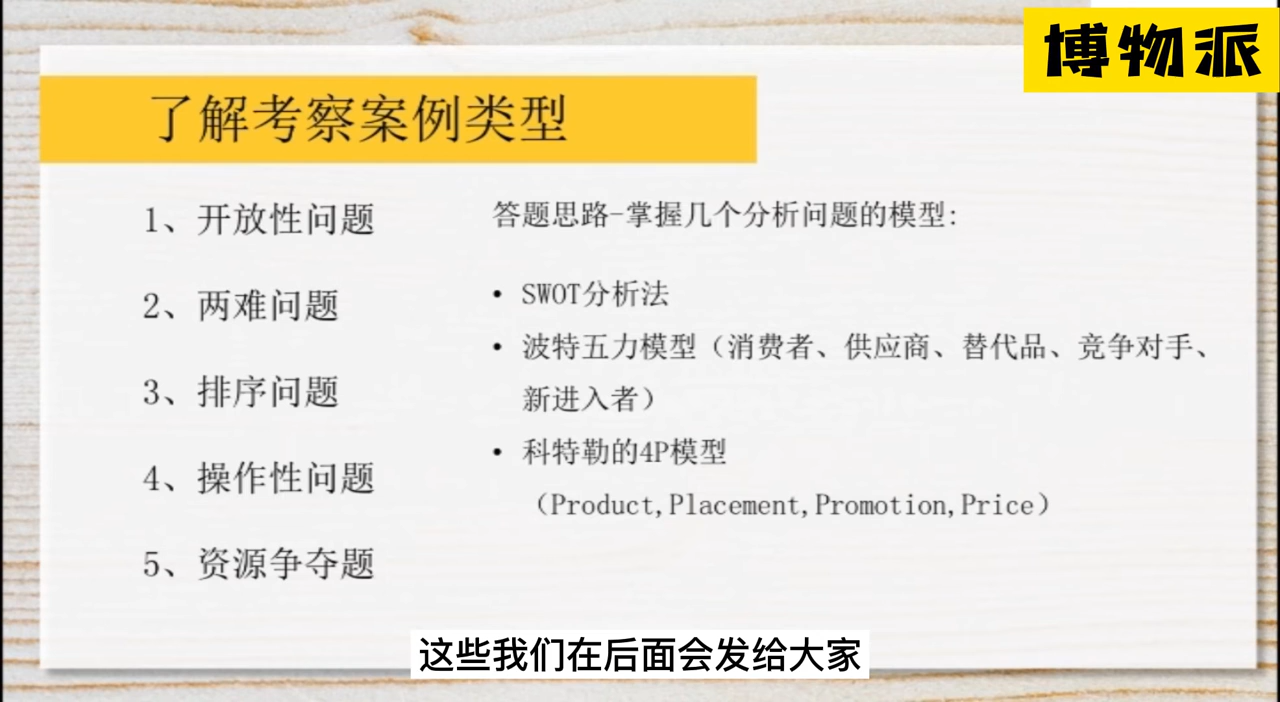 博物派
了解考察案例类型
1、开放性问题
2、两难问题
3、排序问题
4、操作性问题
5、资源争夺题
答题思路-掌握几个分析问题的模型:
• SWOT分析法
• 波特五力模型（消费者、供应商、替代品、竞争对手、
新进入者）
• 科特勒的4P模型
（Product,Placement,Promotion,Price）
这些我们在后面会发给大家